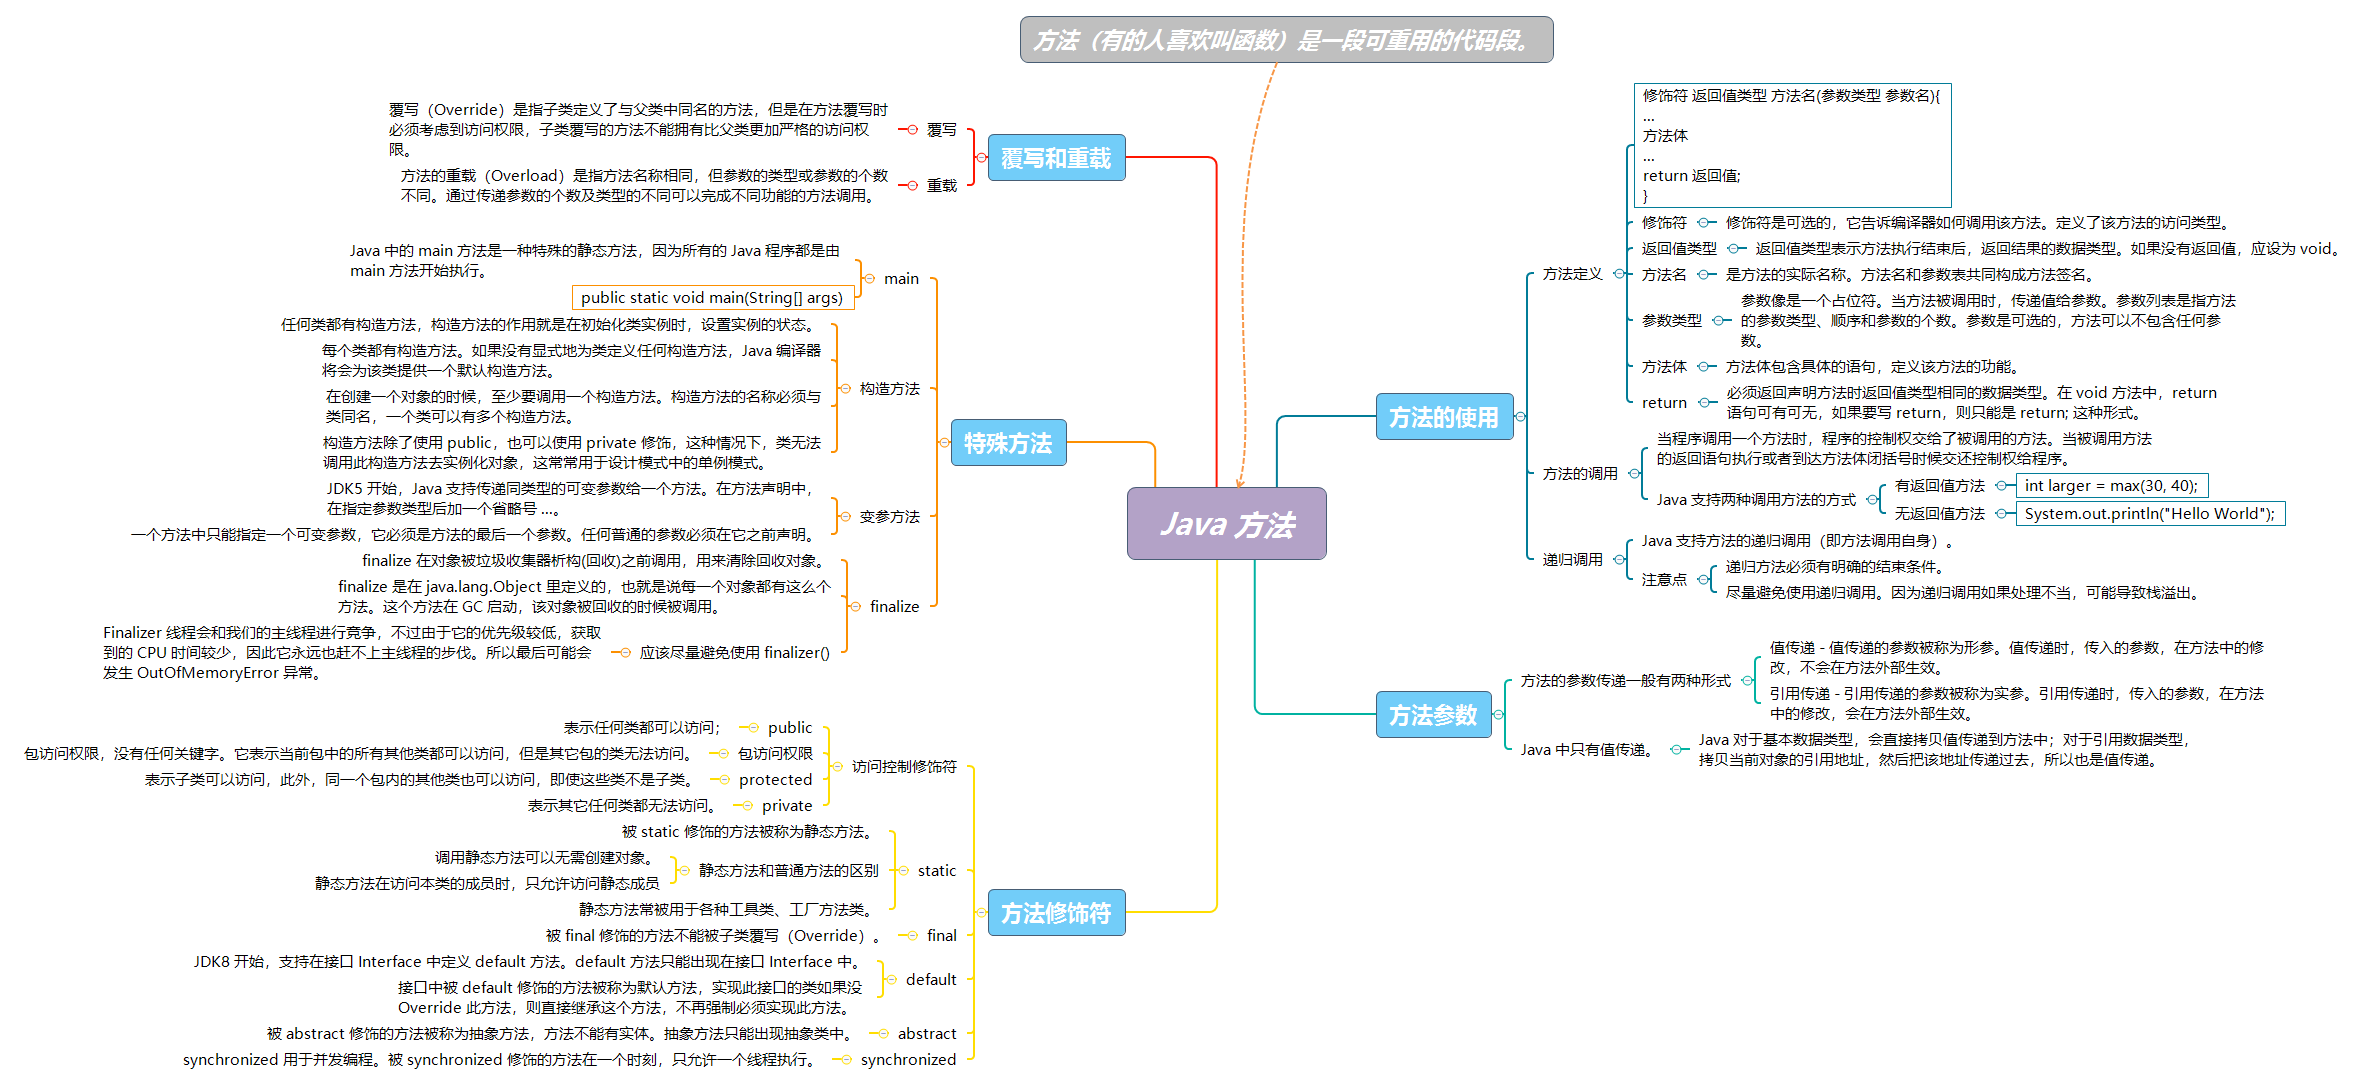 方法（有的人喜欢叫函数）是一段可重用的代码段。
Java 方法
覆写和重载
覆写
覆写（Override）是指子类定义了与父类中同名的方法，但是在方法覆写时
必须考虑到访问权限，子类覆写的方法不能拥有比父类更加严格的访问权
限。
重载
方法的重载（Overload）是指方法名称相同，但参数的类型或参数的个数
不同。通过传递参数的个数及类型的不同可以完成不同功能的方法调用。
特殊方法
main
Java 中的 main 方法是一种特殊的静态方法，因为所有的 Java 程序都是由
main 方法开始执行。
public static void main(String[] args)
构造方法
任何类都有构造方法，构造方法的作用就是在初始化类实例时，设置实例的状态。
每个类都有构造方法。如果没有显式地为类定义任何构造方法，Java 编译器
将会为该类提供一个默认构造方法。
在创建一个对象的时候，至少要调用一个构造方法。构造方法的名称必须与
类同名，一个类可以有多个构造方法。
构造方法除了使用 public，也可以使用 private 修饰，这种情况下，类无法
调用此构造方法去实例化对象，这常常用于设计模式中的单例模式。
变参方法
JDK5 开始，Java 支持传递同类型的可变参数给一个方法。在方法声明中，
在指定参数类型后加一个省略号 ...。
一个方法中只能指定一个可变参数，它必须是方法的最后一个参数。任何普通的参数必须在它之前声明。
finalize
finalize 在对象被垃圾收集器析构(回收)之前调用，用来清除回收对象。
finalize 是在 java.lang.Object 里定义的，也就是说每一个对象都有这么个
方法。这个方法在 GC 启动，该对象被回收的时候被调用。
应该尽量避免使用 finalizer()
Finalizer 线程会和我们的主线程进行竞争，不过由于它的优先级较低，获取
到的 CPU 时间较少，因此它永远也赶不上主线程的步伐。所以最后可能会
发生 OutOfMemoryError 异常。
方法修饰符
访问控制修饰符
public
表示任何类都可以访问；
包访问权限
包访问权限，没有任何关键字。它表示当前包中的所有其他类都可以访问，但是其它包的类无法访问。
protected
表示子类可以访问，此外，同一个包内的其他类也可以访问，即使这些类不是子类。
private
表示其它任何类都无法访问。
static
被 static 修饰的方法被称为静态方法。
静态方法和普通方法的区别
调用静态方法可以无需创建对象。
静态方法在访问本类的成员时，只允许访问静态成员
静态方法常被用于各种工具类、工厂方法类。
final
被 final 修饰的方法不能被子类覆写（Override）。
default
JDK8 开始，支持在接口 Interface 中定义 default 方法。default 方法只能出现在接口 Interface 中。
接口中被 default 修饰的方法被称为默认方法，实现此接口的类如果没
Override 此方法，则直接继承这个方法，不再强制必须实现此方法。
abstract
被 abstract 修饰的方法被称为抽象方法，方法不能有实体。抽象方法只能出现抽象类中。
synchronized
synchronized 用于并发编程。被 synchronized 修饰的方法在一个时刻，只允许一个线程执行。
方法的使用
方法定义
修饰符 返回值类型 方法名(参数类型 参数名){
...
方法体
...
return 返回值;
}
修饰符
修饰符是可选的，它告诉编译器如何调用该方法。定义了该方法的访问类型。
返回值类型
返回值类型表示方法执行结束后，返回结果的数据类型。如果没有返回值，应设为 void。
方法名
是方法的实际名称。方法名和参数表共同构成方法签名。
参数类型
参数像是一个占位符。当方法被调用时，传递值给参数。参数列表是指方法
的参数类型、顺序和参数的个数。参数是可选的，方法可以不包含任何参
数。
方法体
方法体包含具体的语句，定义该方法的功能。
return
必须返回声明方法时返回值类型相同的数据类型。在 void 方法中，return
语句可有可无，如果要写 return，则只能是 return; 这种形式。
方法的调用
当程序调用一个方法时，程序的控制权交给了被调用的方法。当被调用方法
的返回语句执行或者到达方法体闭括号时候交还控制权给程序。
Java 支持两种调用方法的方式
有返回值方法
int larger = max(30, 40);
无返回值方法
System.out.println("Hello World");
递归调用
Java 支持方法的递归调用（即方法调用自身）。
注意点
递归方法必须有明确的结束条件。
尽量避免使用递归调用。因为递归调用如果处理不当，可能导致栈溢出。
方法参数
方法的参数传递一般有两种形式
值传递 - 值传递的参数被称为形参。值传递时，传入的参数，在方法中的修
改，不会在方法外部生效。
引用传递 - 引用传递的参数被称为实参。引用传递时，传入的参数，在方法
中的修改，会在方法外部生效。
Java 中只有值传递。
Java 对于基本数据类型，会直接拷贝值传递到方法中；对于引用数据类型，
拷贝当前对象的引用地址，然后把该地址传递过去，所以也是值传递。